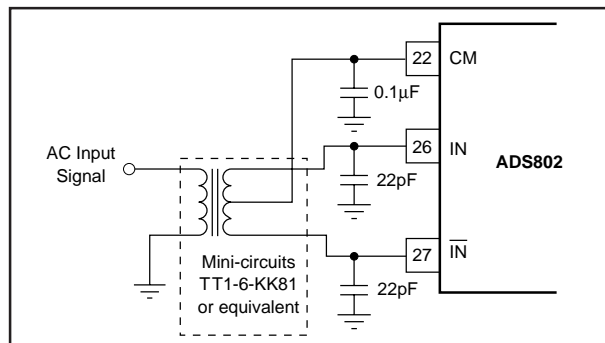 22
CM
0.1µF
AC Input
Signal
26
IN
ADS802
22pF
27
I̅N̅
Mini-circuits
TT1-6-KK81
or equivalent
22pF